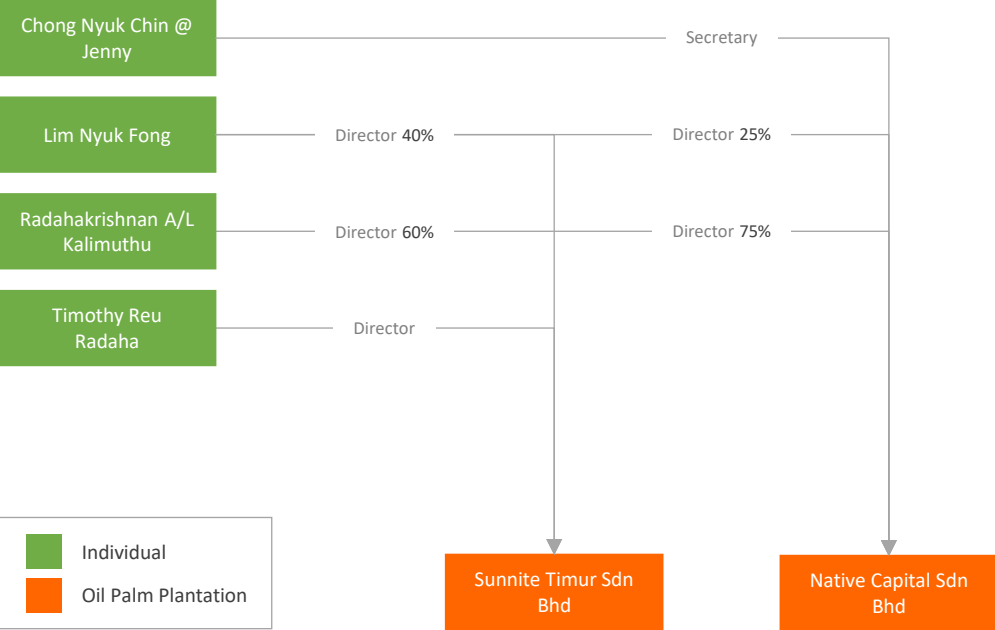 Chong Nyuk Chin @
Jenny
Secretary
Lim Nyuk Fong
Director 40%
Director 25%
Radahakrishnan A/L
Kalimuthu
Director 60%
Director 75%
Timothy Reu
Radaha
Director
Individual
Oil Palm Plantation
Sunnite Timur Sdn
Bhd
Native Capital Sdn
Bhd